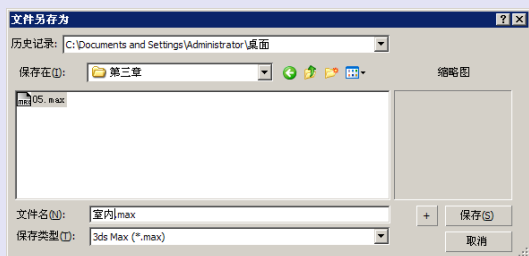 文件另存为
历史记录: C:\Documents and Settings\Administrator\桌面
保存在(I): 第三章
缩略图
05.max
文件名(N): 室内.max
+ 保存(S)
保存类型(T): 3ds Max (*.max)
取消